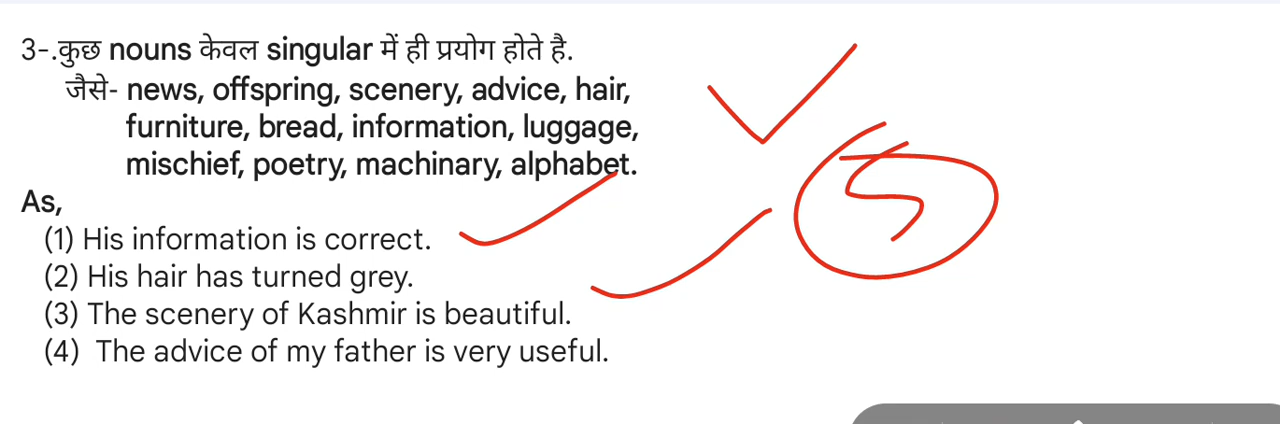 3-.कुछ nouns केवल singular में ही प्रयोग होते है.
जैसे- news, offspring, scenery, advice, hair,
furniture, bread, information, luggage,
mischief, poetry, machinary, alphabet.
As,
(1) His information is correct.
(2) His hair has turned grey.
(3) The scenery of Kashmir is beautiful.
(4) The advice of my father is very useful.
5